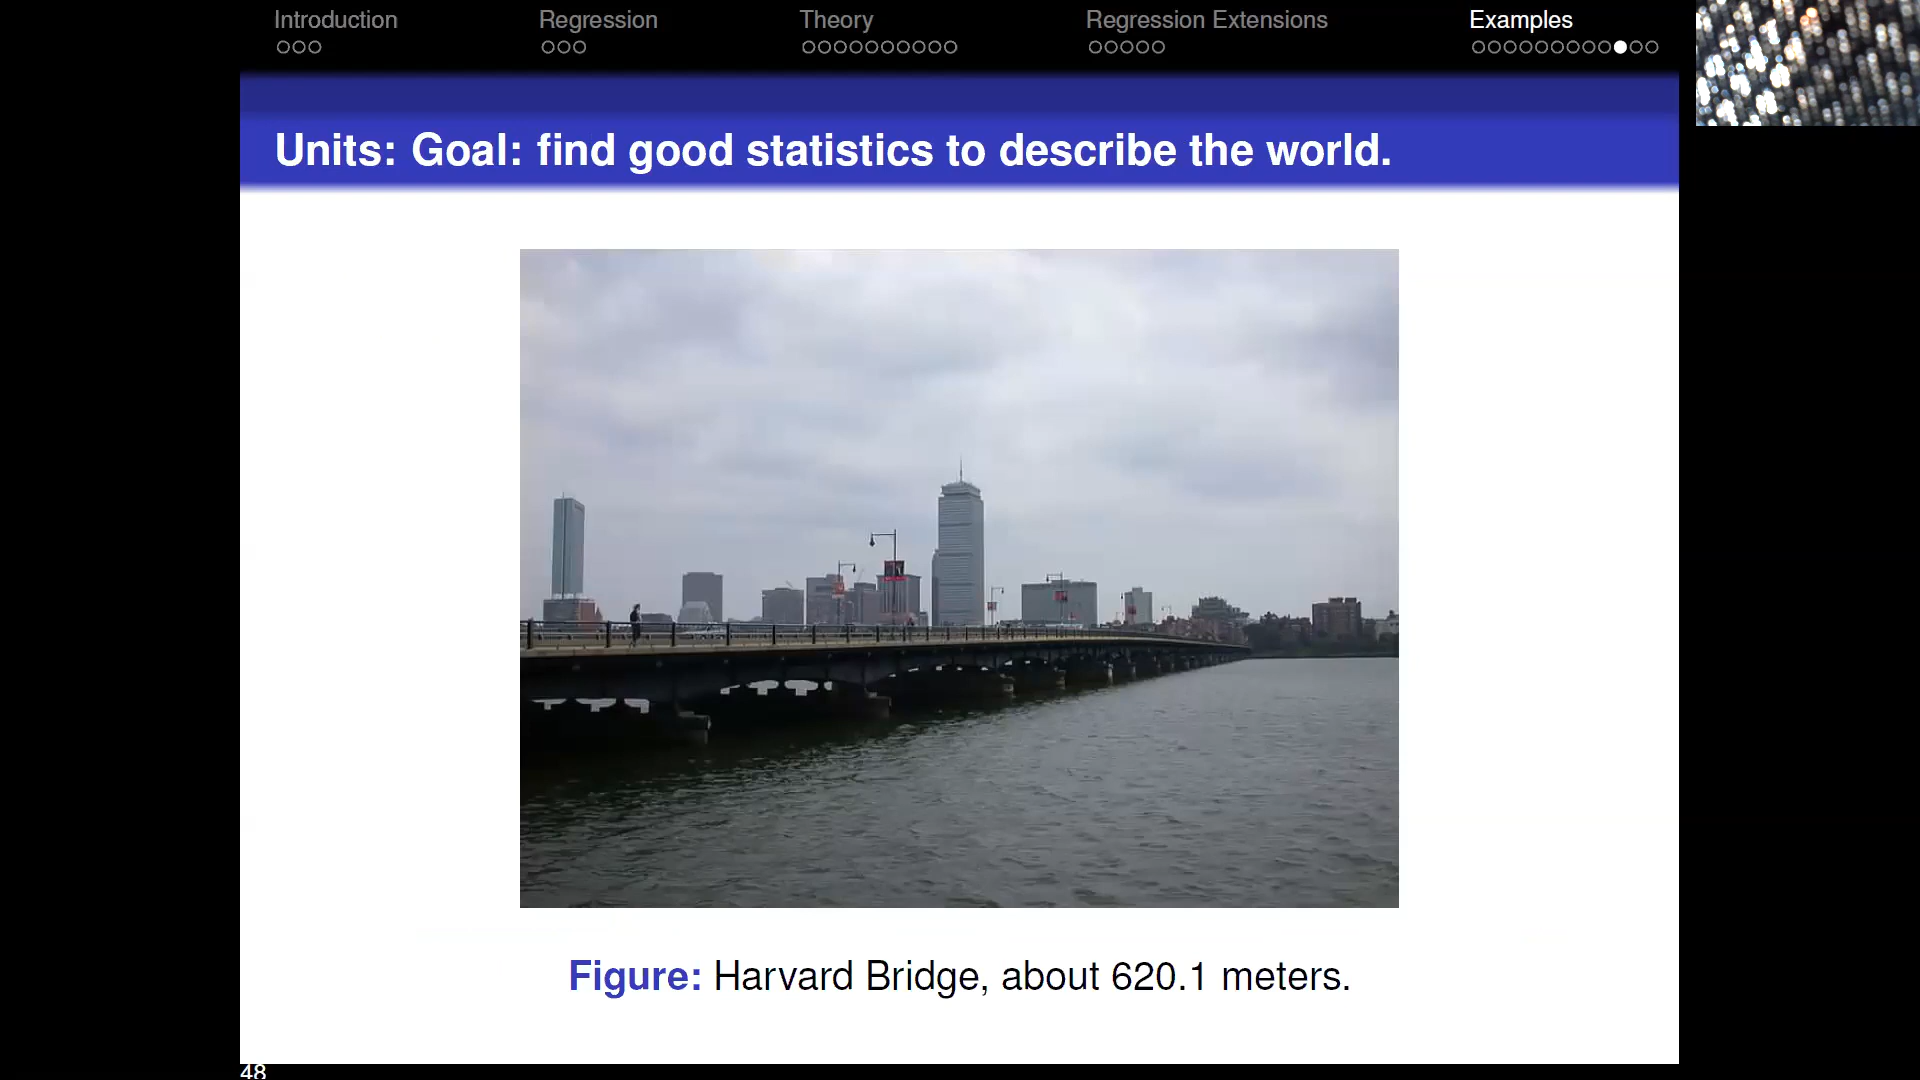 Introduction
Regression
Theory
Regression Extensions
Examples
Units: Goal: find good statistics to describe the world.
Figure: Harvard Bridge, about 620.1 meters.
48